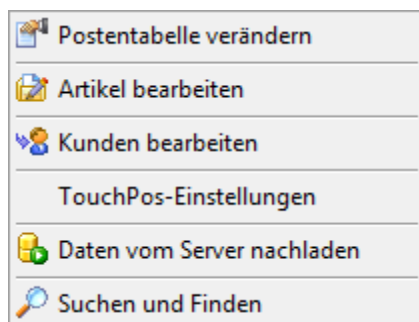 Postentabelle verändern
Artikel bearbeiten
Kunden bearbeiten
TouchPos-Einstellungen
Daten vom Server nachladen
Suchen und Finden